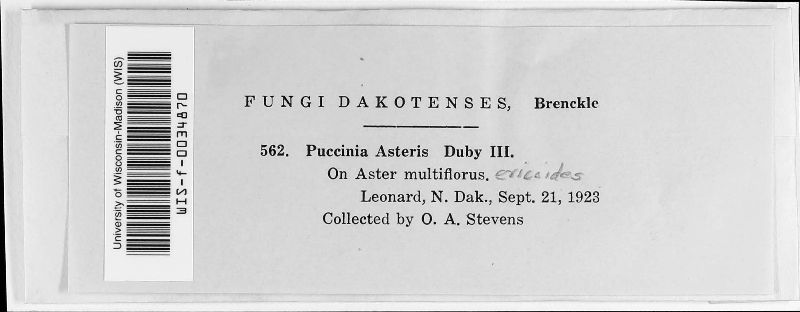 University of Wisconsin-Madison (WIS)
WIS-f-0034870
FUNGI DAKOTENSES, Brenckle
562. Puccinia Asteris Duby III.
On Aster multiflorus. ericoides
Leonard, N. Dak., Sept. 21, 1923
Collected by O. A. Stevens